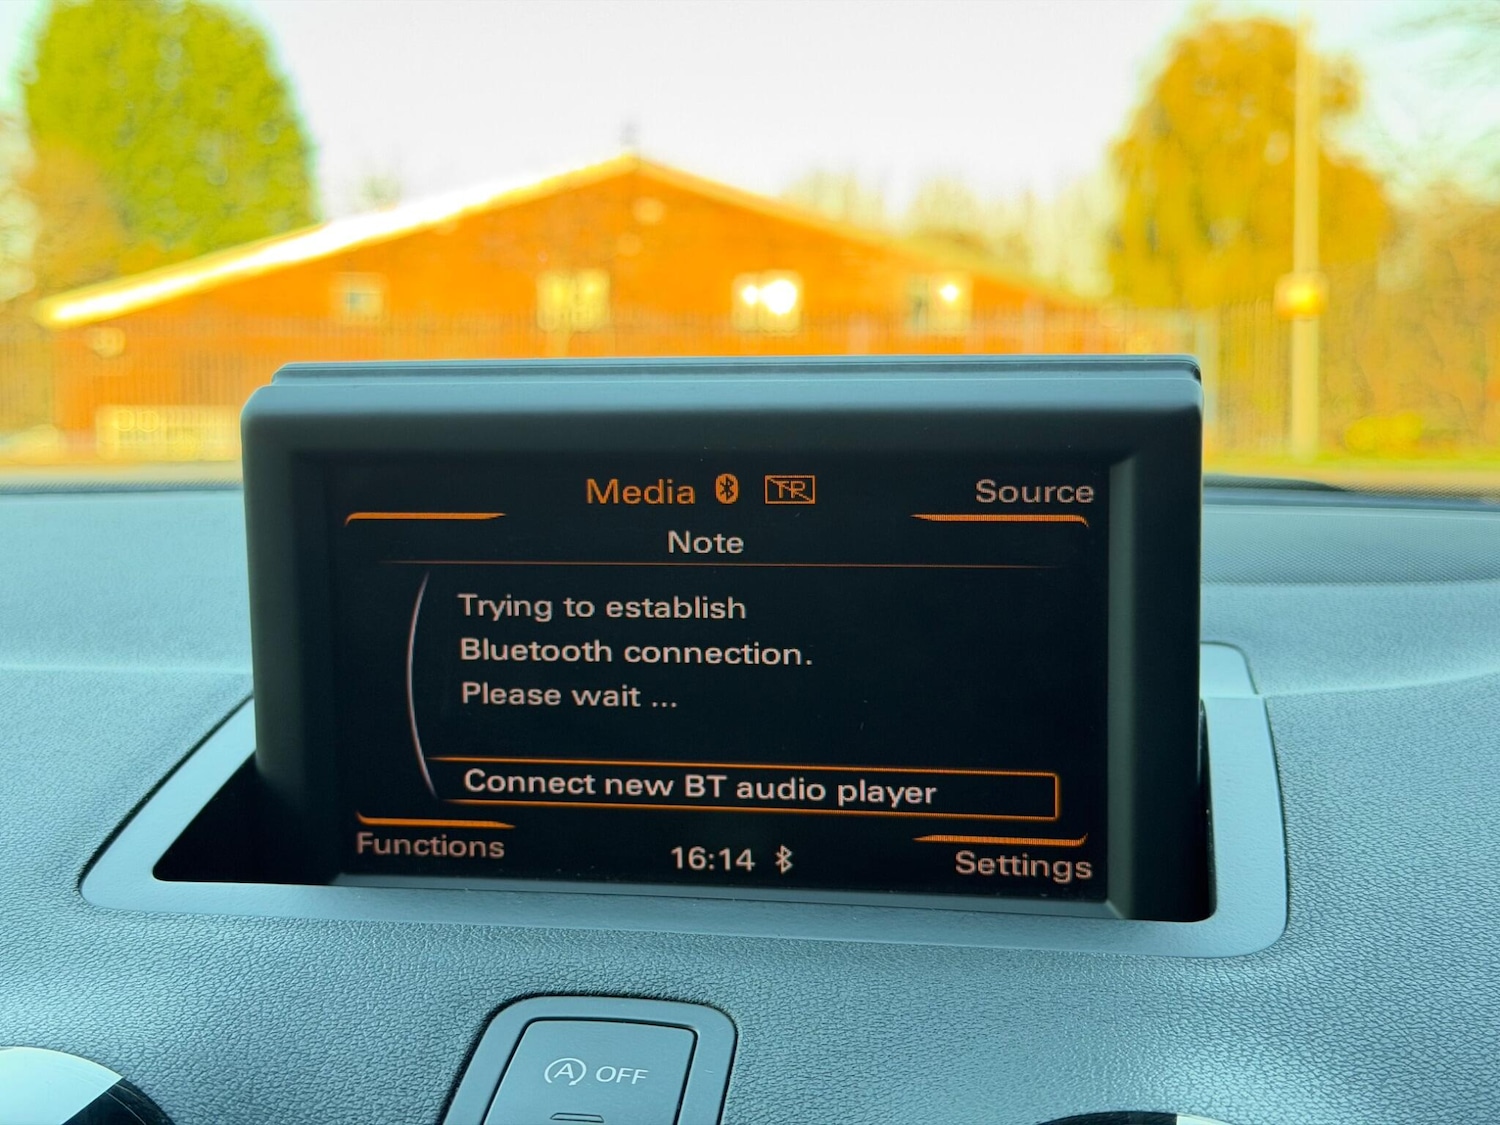 Media TP Source
Note
Trying to establish
Bluetooth connection.
Please wait ...
Connect new BT audio player
Functions 16:14 Settings
A OFF